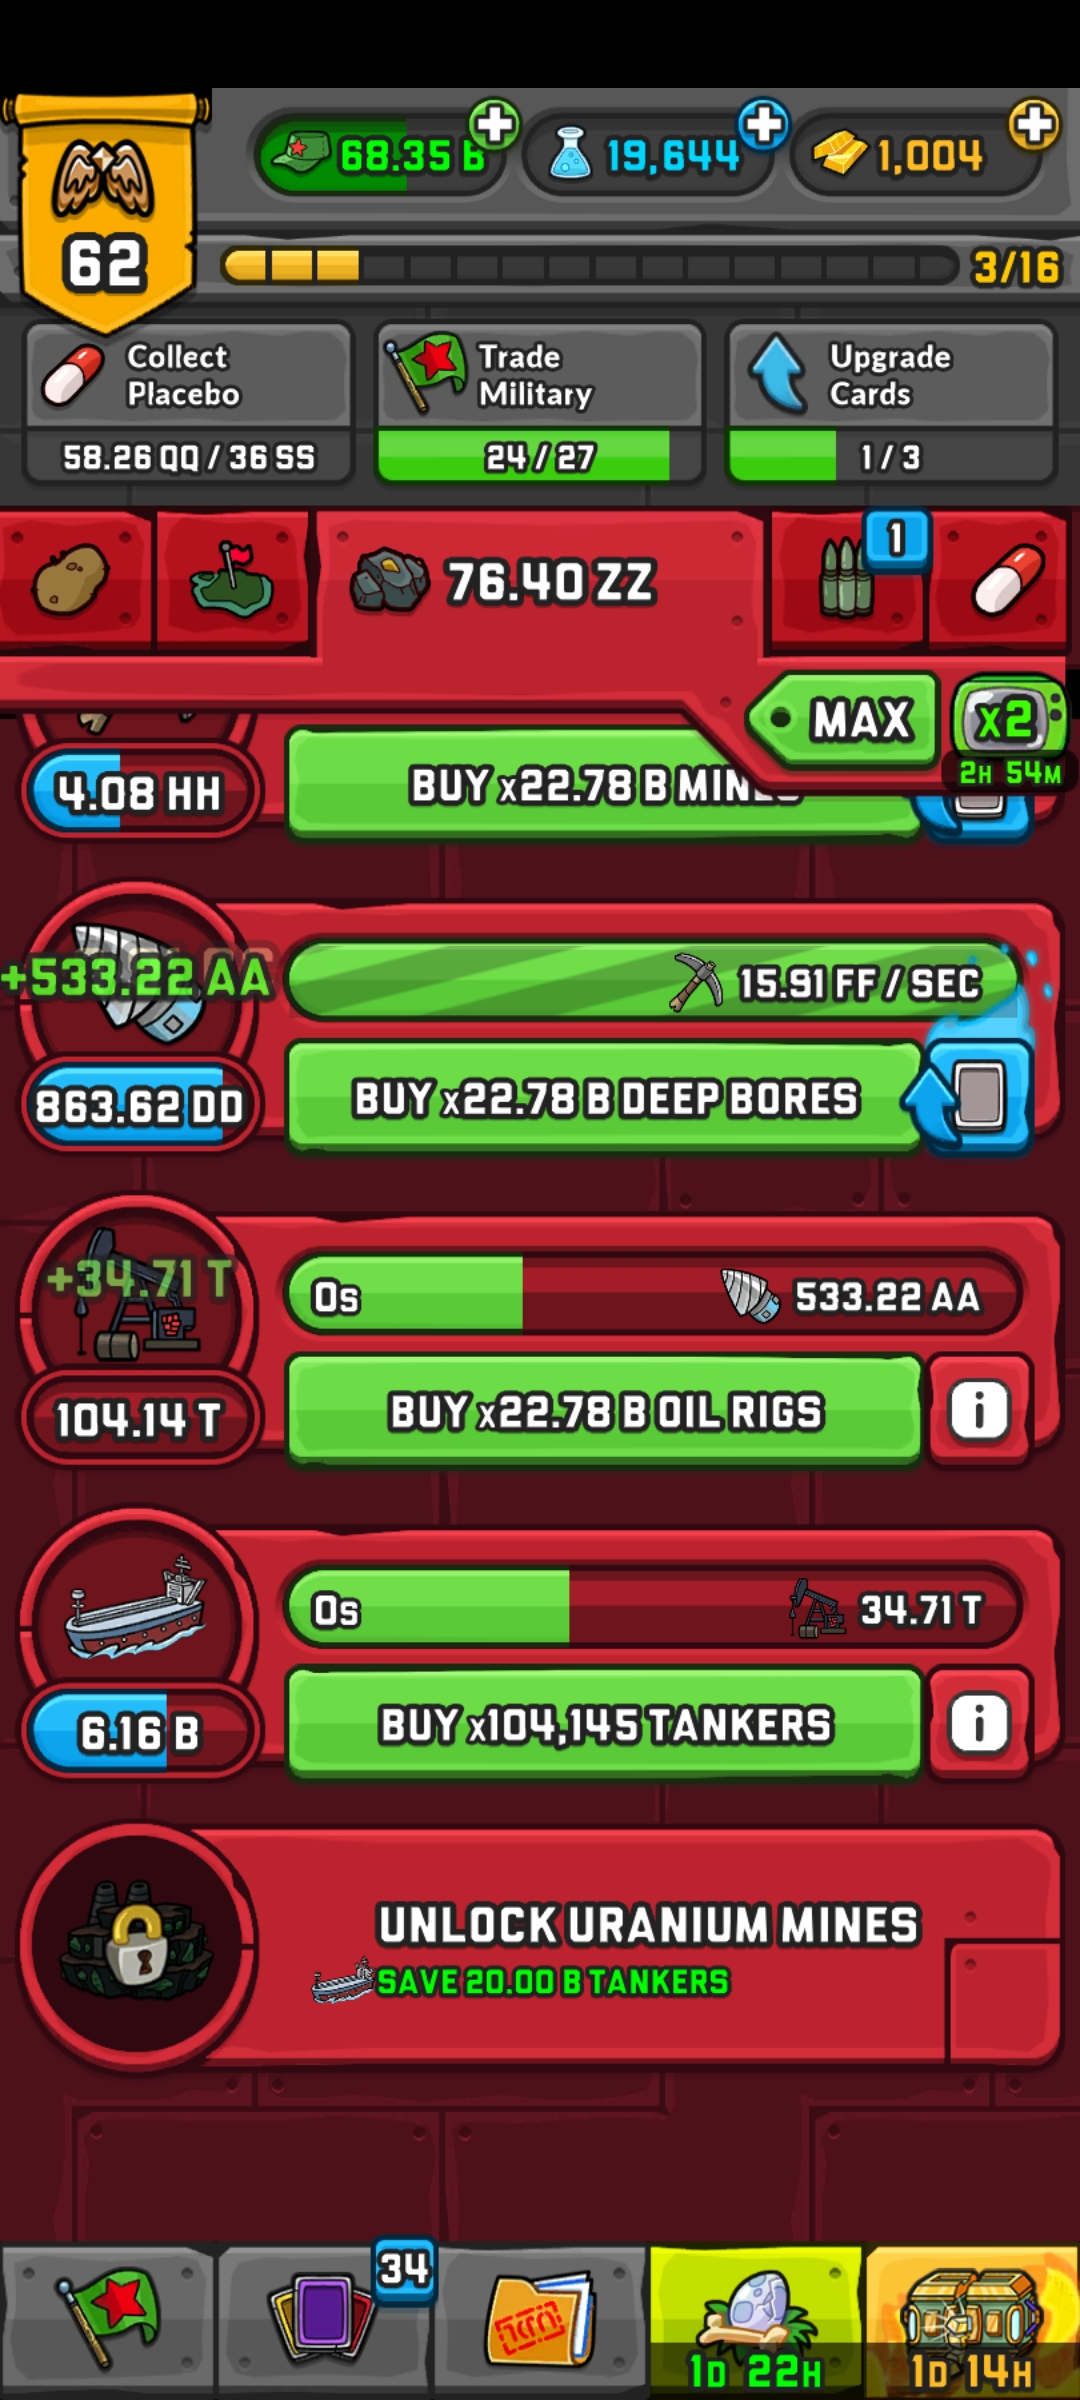 62
68.35 B
19,644
1,004
3/16
Collect
Placebo
58.26 QQ / 36 SS
Trade
Military
24 / 27
Upgrade
Cards
1 / 3
76.40 ZZ
1
MAX
x2
2H 54M
4.08 HH
BUY x22.78 B MINES
+533.22 AA
15.91 FF / SEC
863.62 DD
BUY x22.78 B DEEP BORES
+34.71 T
0s
533.22 AA
104.14 T
BUY x22.78 B OIL RIGS
i
0s
34.71 T
6.16 B
BUY x104,145 TANKERS
i
UNLOCK URANIUM MINES
SAVE 20.00 B TANKERS
34
1D 22H
1D 14H